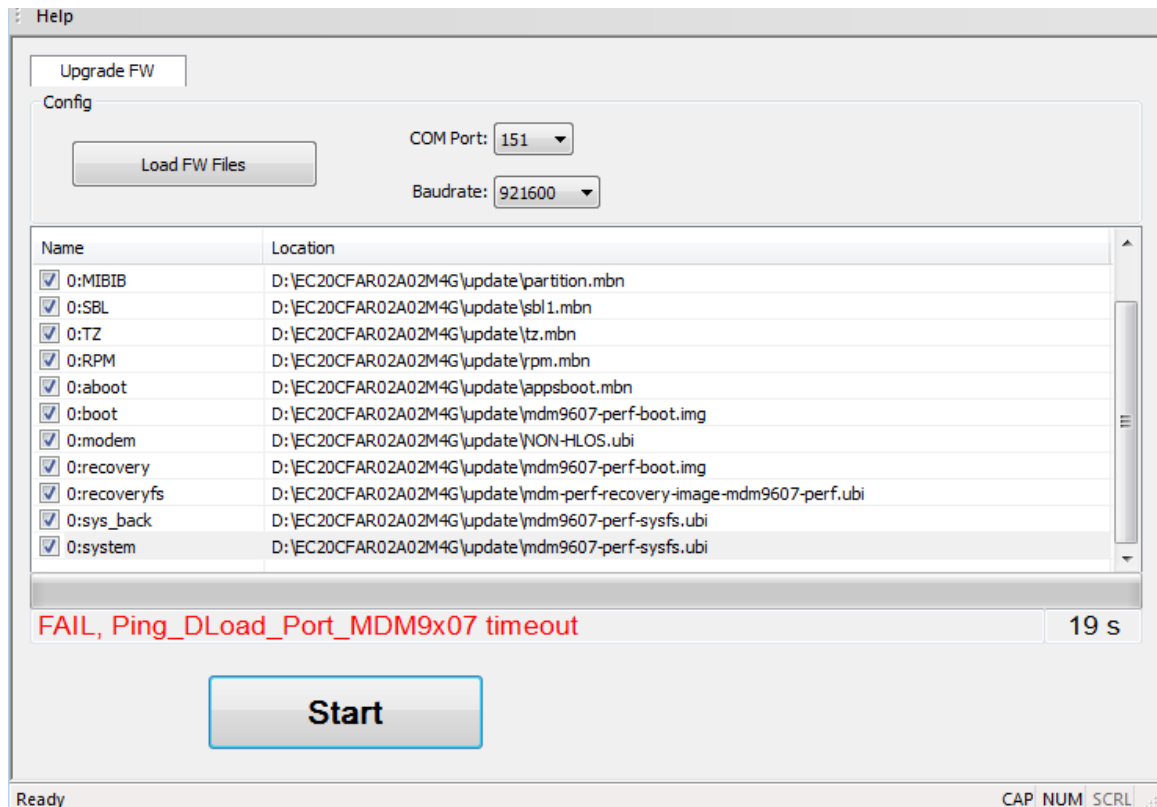 Help
Upgrade FW
Config
Load FW Files
COM Port: 151
Baudrate: 921600
Name Location
0:MIBIB D:\EC20CFAR02A02M4G\update\partition.mbn
0:SBL D:\EC20CFAR02A02M4G\update\sbl1.mbn
0:TZ D:\EC20CFAR02A02M4G\update\tz.mbn
0:RPM D:\EC20CFAR02A02M4G\update\rpm.mbn
0:aboot D:\EC20CFAR02A02M4G\update\appsboot.mbn
0:boot D:\EC20CFAR02A02M4G\update\mdm9607-perf-boot.img
0:modem D:\EC20CFAR02A02M4G\update\NON-HLOS.ubi
0:recovery D:\EC20CFAR02A02M4G\update\mdm9607-perf-boot.img
0:recoveryfs D:\EC20CFAR02A02M4G\update\mdm-perf-recovery-image-mdm9607-perf.ubi
0:sys_back D:\EC20CFAR02A02M4G\update\mdm9607-perf-sysfs.ubi
0:system D:\EC20CFAR02A02M4G\update\mdm9607-perf-sysfs.ubi
FAIL, Ping_DLoad_Port_MDM9x07 timeout 19 s
Start
Ready CAP NUM SCRL